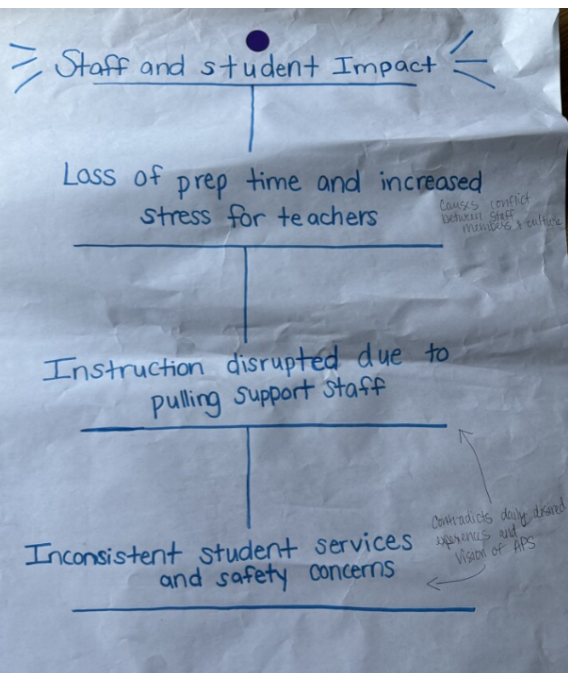 Staff and student Impact
Loss of prep time and increased
stress for teachers
Causes conflict
between staff
members & culture
Instruction disrupted due to
pulling support staff
Contradicts daily desired
experiences and
Vision of APS
Inconsistent student services
and safety concerns